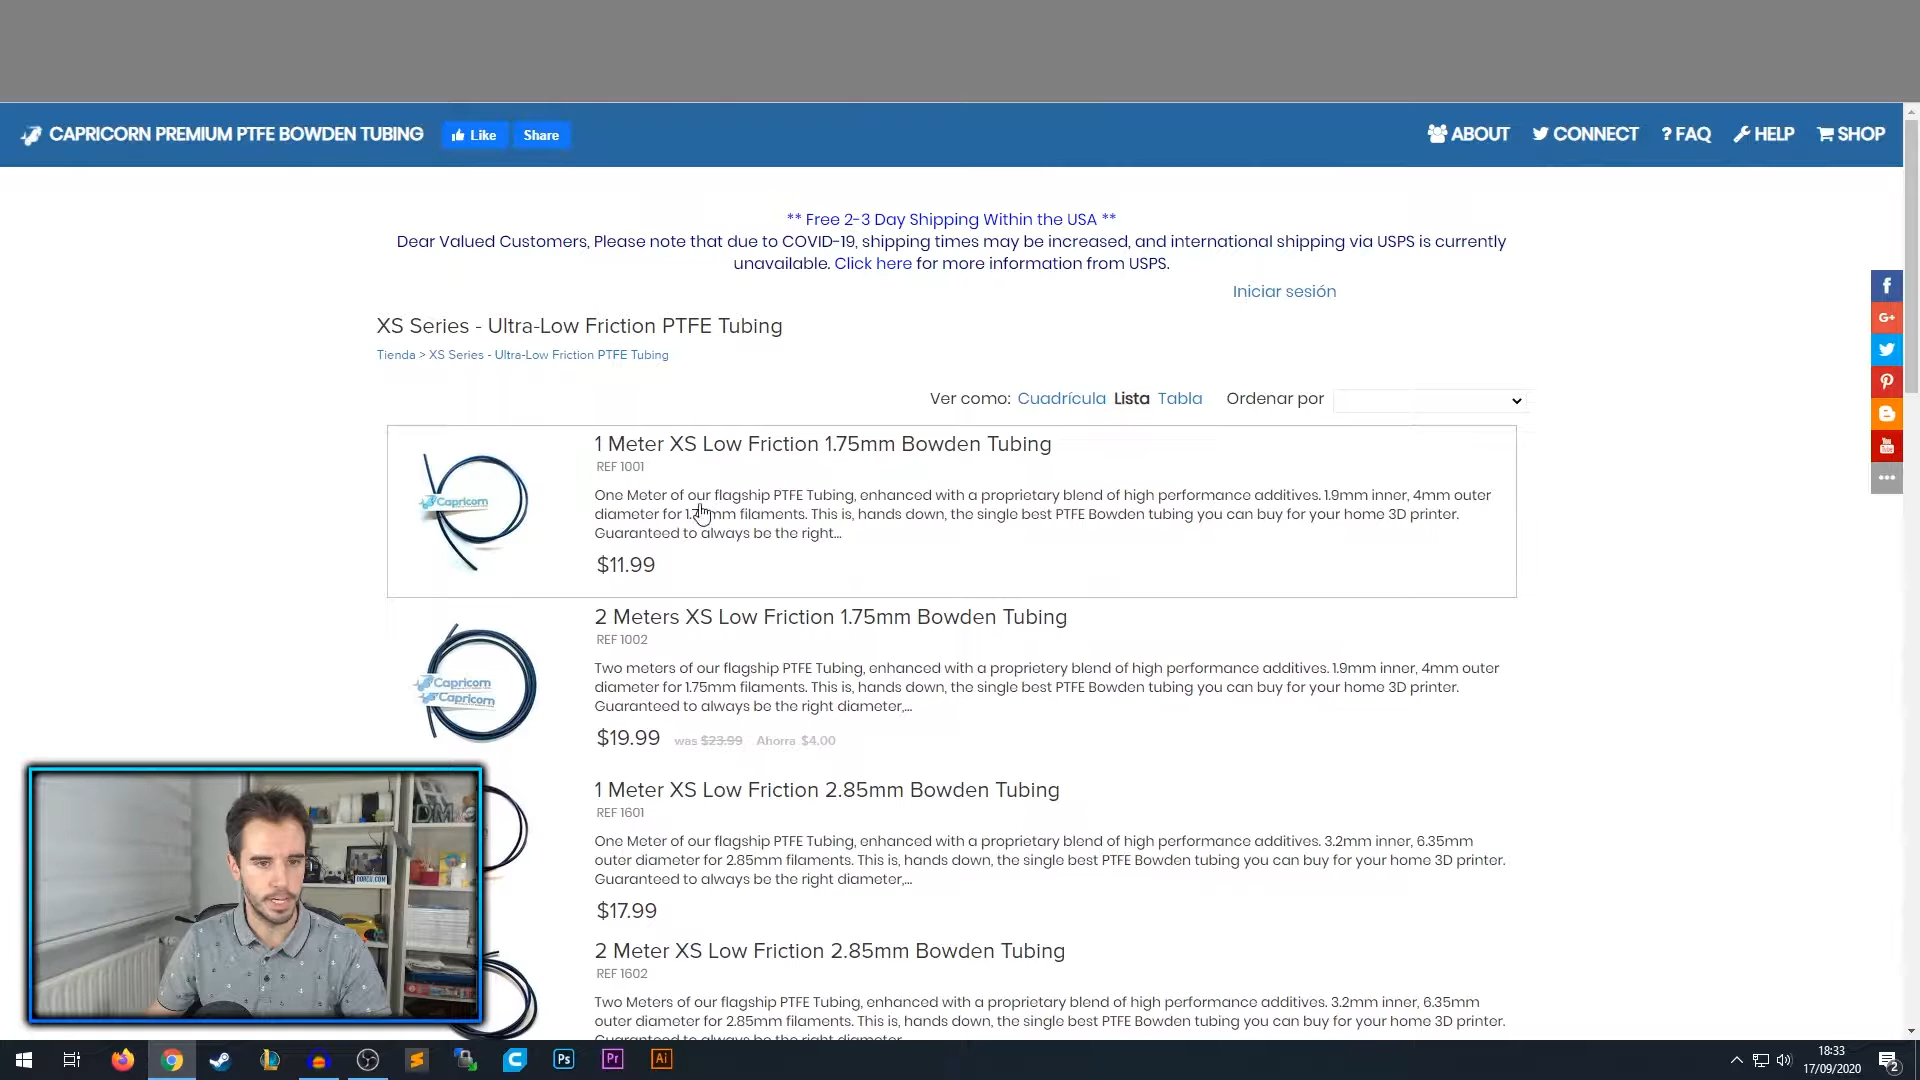 CAPRICORN PREMIUM PTFE BOWDEN TUBING
Like
Share
ABOUT
CONNECT
? FAQ
HELP
SHOP
** Free 2-3 Day Shipping Within the USA **
Dear Valued Customers, Please note that due to COVID-19, shipping times may be increased, and international shipping via USPS is currently
unavailable. Click here for more information from USPS.
Iniciar sesión
XS Series - Ultra-Low Friction PTFE Tubing
Tienda > XS Series - Ultra-Low Friction PTFE Tubing
Ver como: Cuadrícula Lista Tabla Ordenar por
1 Meter XS Low Friction 1.75mm Bowden Tubing
REF 1001
One Meter of our flagship PTFE Tubing, enhanced with a proprietary blend of high performance additives. 1.9mm inner, 4mm outer
diameter for 1.75mm filaments. This is, hands down, the single best PTFE Bowden tubing you can buy for your home 3D printer.
Guaranteed to always be the right...
$11.99
Capricorn
2 Meters XS Low Friction 1.75mm Bowden Tubing
REF 1002
Two meters of our flagship PTFE Tubing, enhanced with a proprietery blend of high performance additives. 1.9mm inner, 4mm outer
diameter for 1.75mm filaments. This is, hands down, the single best PTFE Bowden tubing you can buy for your home 3D printer.
Guaranteed to always be the right diameter,...
$19.99 was $23.99 Ahorra $4.00
Capricorn
Capricorn
1 Meter XS Low Friction 2.85mm Bowden Tubing
REF 1601
One Meter of our flagship PTFE Tubing, enhanced with a proprietary blend of high performance additives. 3.2mm inner, 6.35mm
outer diameter for 2.85mm filaments. This is, hands down, the single best PTFE Bowden tubing you can buy for your home 3D printer.
Guaranteed to always be the right diameter,...
$17.99
2 Meter XS Low Friction 2.85mm Bowden Tubing
REF 1602
Two Meters of our flagship PTFE Tubing, enhanced with a proprietary blend of high performance additives. 3.2mm inner, 6.35mm
outer diameter for 2.85mm filaments. This is, hands down, the single best PTFE Bowden tubing you can buy for your home 3D printer.
Guaranteed to always be the right diameter
f
G+
You
Tube
Ps
Pr
Ai
18:33
17/09/2020
2